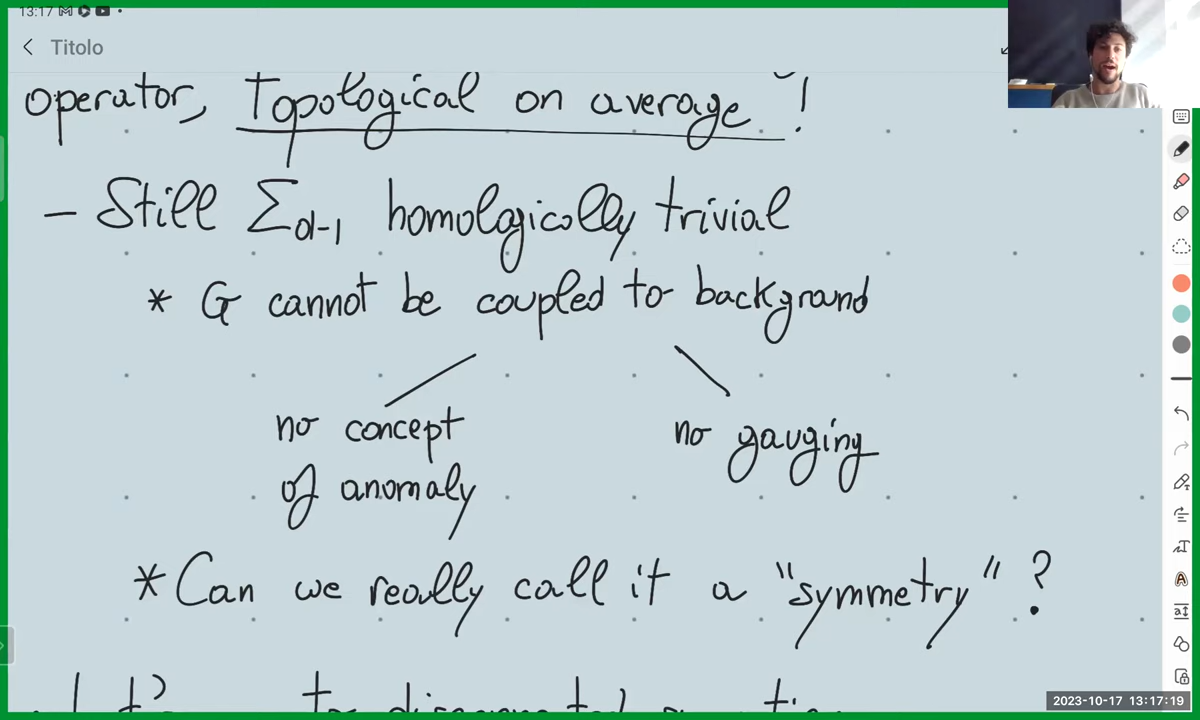 13:17
Titolo
operator, Topological on average !
- Still Σd-1 homologically trivial
* G cannot be coupled to background
no concept no gauging
of anomaly
* Can we really call it a "symmetry" ?
2023-10-17 13:17:19